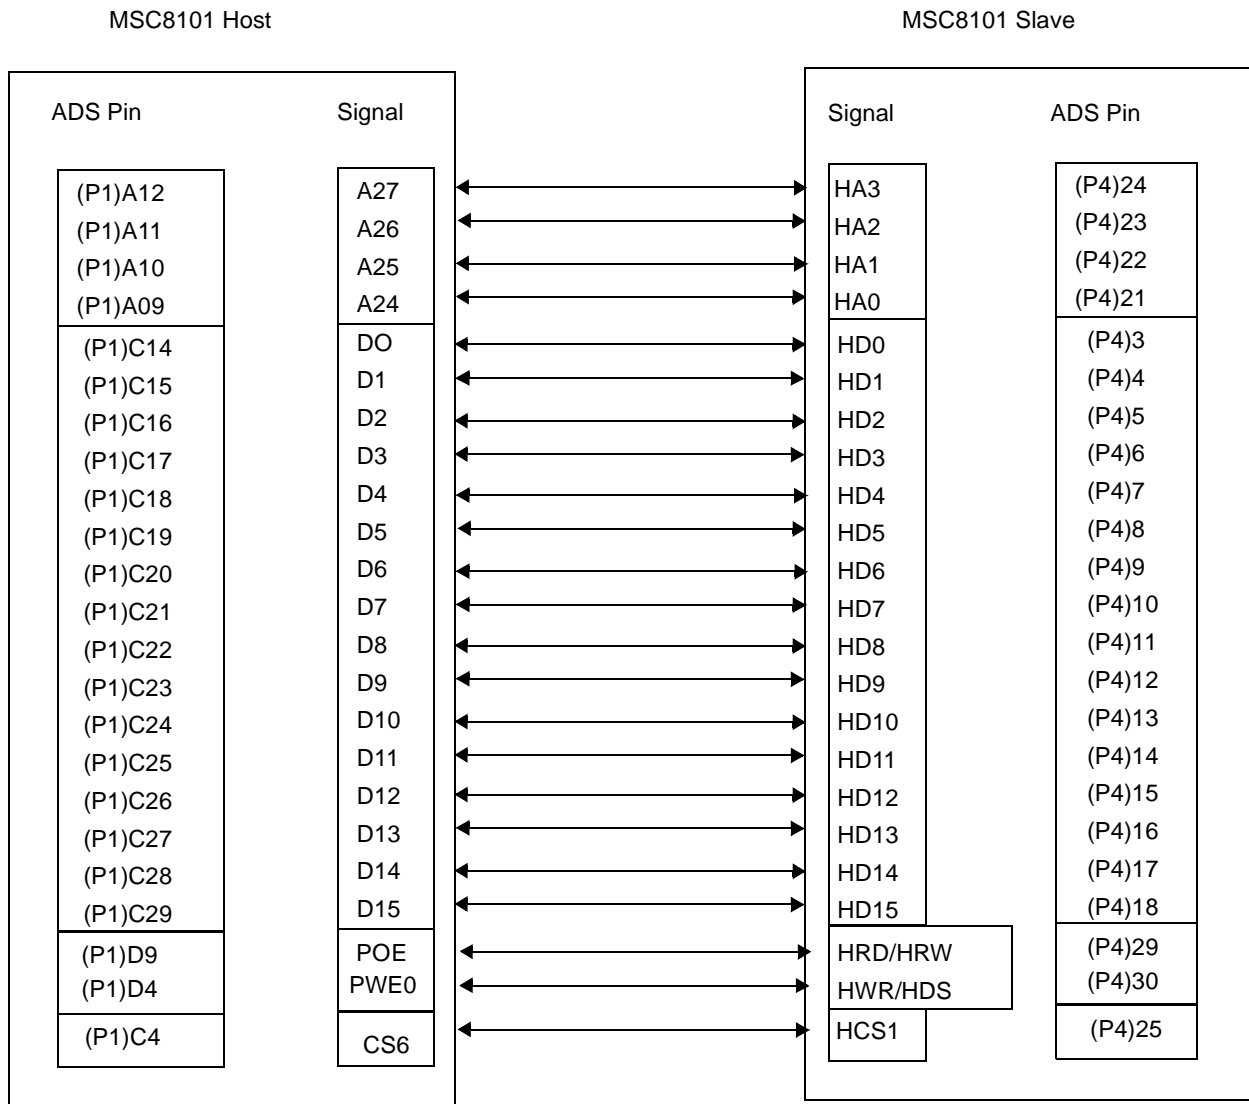 MSC8101 Host MSC8101 Slave
ADS Pin Signal Signal ADS Pin
(P1)A12 A27 HA3 (P4)24
(P1)A11 A26 HA2 (P4)23
(P1)A10 A25 HA1 (P4)22
(P1)A09 A24 HA0 (P4)21
(P1)C14 DO HD0 (P4)3
(P1)C15 D1 HD1 (P4)4
(P1)C16 D2 HD2 (P4)5
(P1)C17 D3 HD3 (P4)6
(P1)C18 D4 HD4 (P4)7
(P1)C19 D5 HD5 (P4)8
(P1)C20 D6 HD6 (P4)9
(P1)C21 D7 HD7 (P4)10
(P1)C22 D8 HD8 (P4)11
(P1)C23 D9 HD9 (P4)12
(P1)C24 D10 HD10 (P4)13
(P1)C25 D11 HD11 (P4)14
(P1)C26 D12 HD12 (P4)15
(P1)C27 D13 HD13 (P4)16
(P1)C28 D14 HD14 (P4)17
(P1)C29 D15 HD15 (P4)18
(P1)D9 POE HRD/HRW (P4)29
(P1)D4 PWE0 HWR/HDS (P4)30
(P1)C4 CS6 HCS1 (P4)25